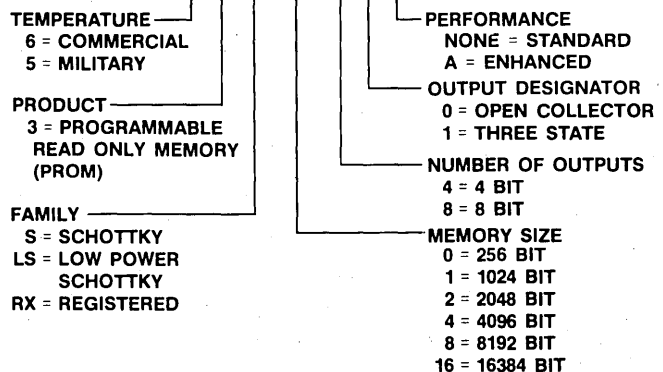 TEMPERATURE
6 = COMMERCIAL
5 = MILITARY
PRODUCT
3 = PROGRAMMABLE
READ ONLY MEMORY
(PROM)
FAMILY
S = SCHOTTKY
LS = LOW POWER
SCHOTTKY
RX = REGISTERED
PERFORMANCE
NONE = STANDARD
A = ENHANCED
OUTPUT DESIGNATOR
0 = OPEN COLLECTOR
1 = THREE STATE
NUMBER OF OUTPUTS
4 = 4 BIT
8 = 8 BIT
MEMORY SIZE
0 = 256 BIT
1 = 1024 BIT
2 = 2048 BIT
4 = 4096 BIT
8 = 8192 BIT
16 = 16384 BIT